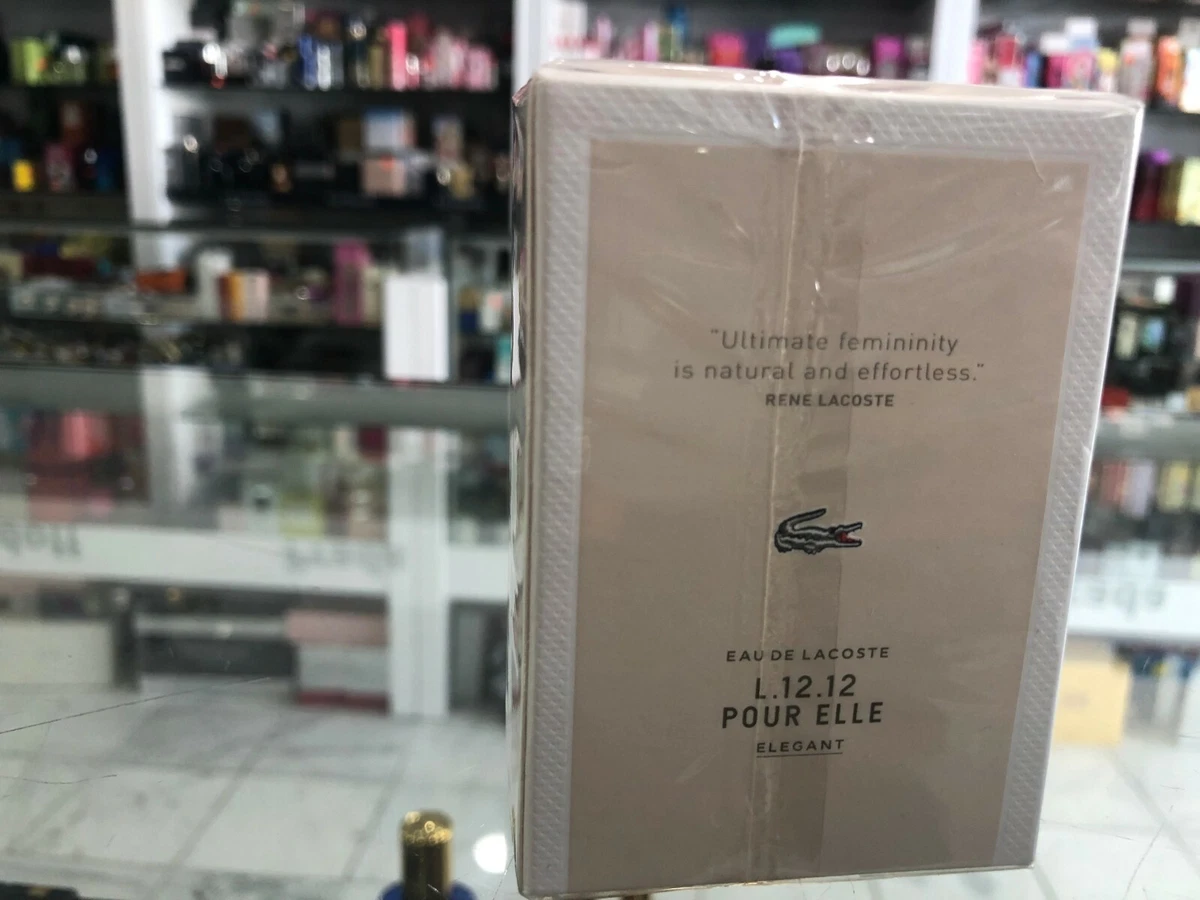 "Ultimate femininity
is natural and effortless."
RENE LACOSTE
EAU DE LACOSTE
L.12.12
POUR ELLE
ELEGANT